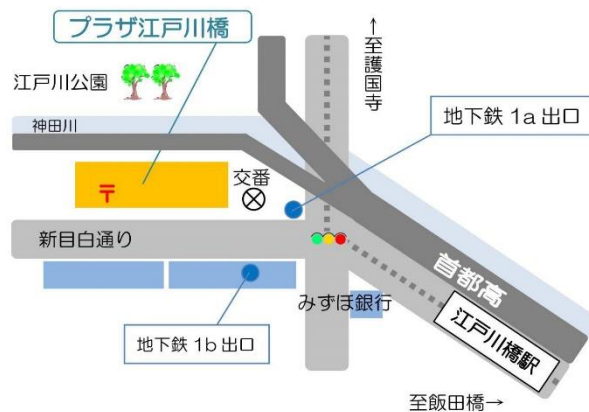 プラザ江戸川橋
←至護国寺
江戸川公園
地下鉄 1a 出口
神田川
〒
交番
新目白通り
首都高
みずほ銀行
江戸川橋駅
地下鉄 1b 出口
至飯田橋→